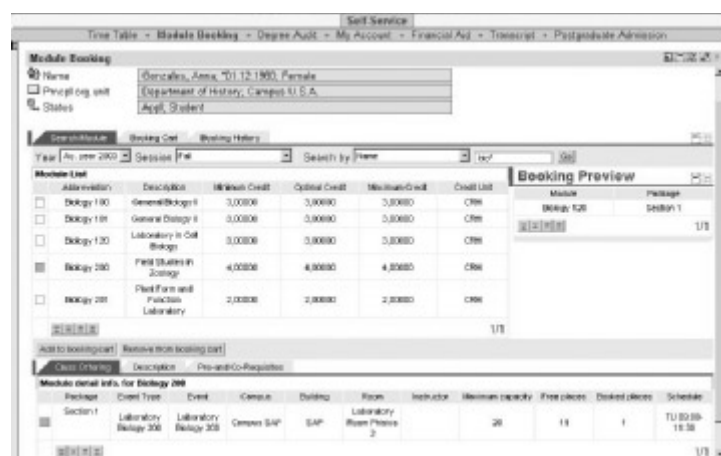 Self Service
Time Table - Module Booking - Degree Audit - My Account - Financial Aid - Transcript - Postgraduate Admission
Module Booking
Name Gonzales, Anna, *01.12.1980, Female
Department of History, Campus U.S.A.
Status Appl, Student
Search Module Booking Cart Booking History
Year Ac. year 2003 Session Fall Search by Name bio* Go
Module List
Booking Preview
Abbreviation Description Minimum Credit Optimal Credit Maximum Credit Credit Unit
Module Package
Biology 120 Section 1
1/1
Biology 100 General Biology II 3,00000 3,00000 3,00000 CRH
Biology 101 General Biology II 3,00000 3,00000 3,00000 CRH
Biology 120 Laboratory in Cell Biology 3,00000 3,00000 3,00000 CRH
Biology 200 Field Studies in Zoology 4,00000 4,00000 4,00000 CRH
Biology 201 Plant Form and Function Laboratory 2,00000 2,00000 2,00000 CRH
1/1
Add to booking cart Remove from booking cart
Class Offering Description Pre-and-Co-Requisites
Module detail info. for Biology 200
Package Event Type Event Campus Building Room Instructor Maximum capacity Free places Booked places Schedule
Section 1 Laboratory Biology 200 Laboratory Biology 200 Campus SAP SAP Laboratory Room 2 20 19 1 TU
1/1